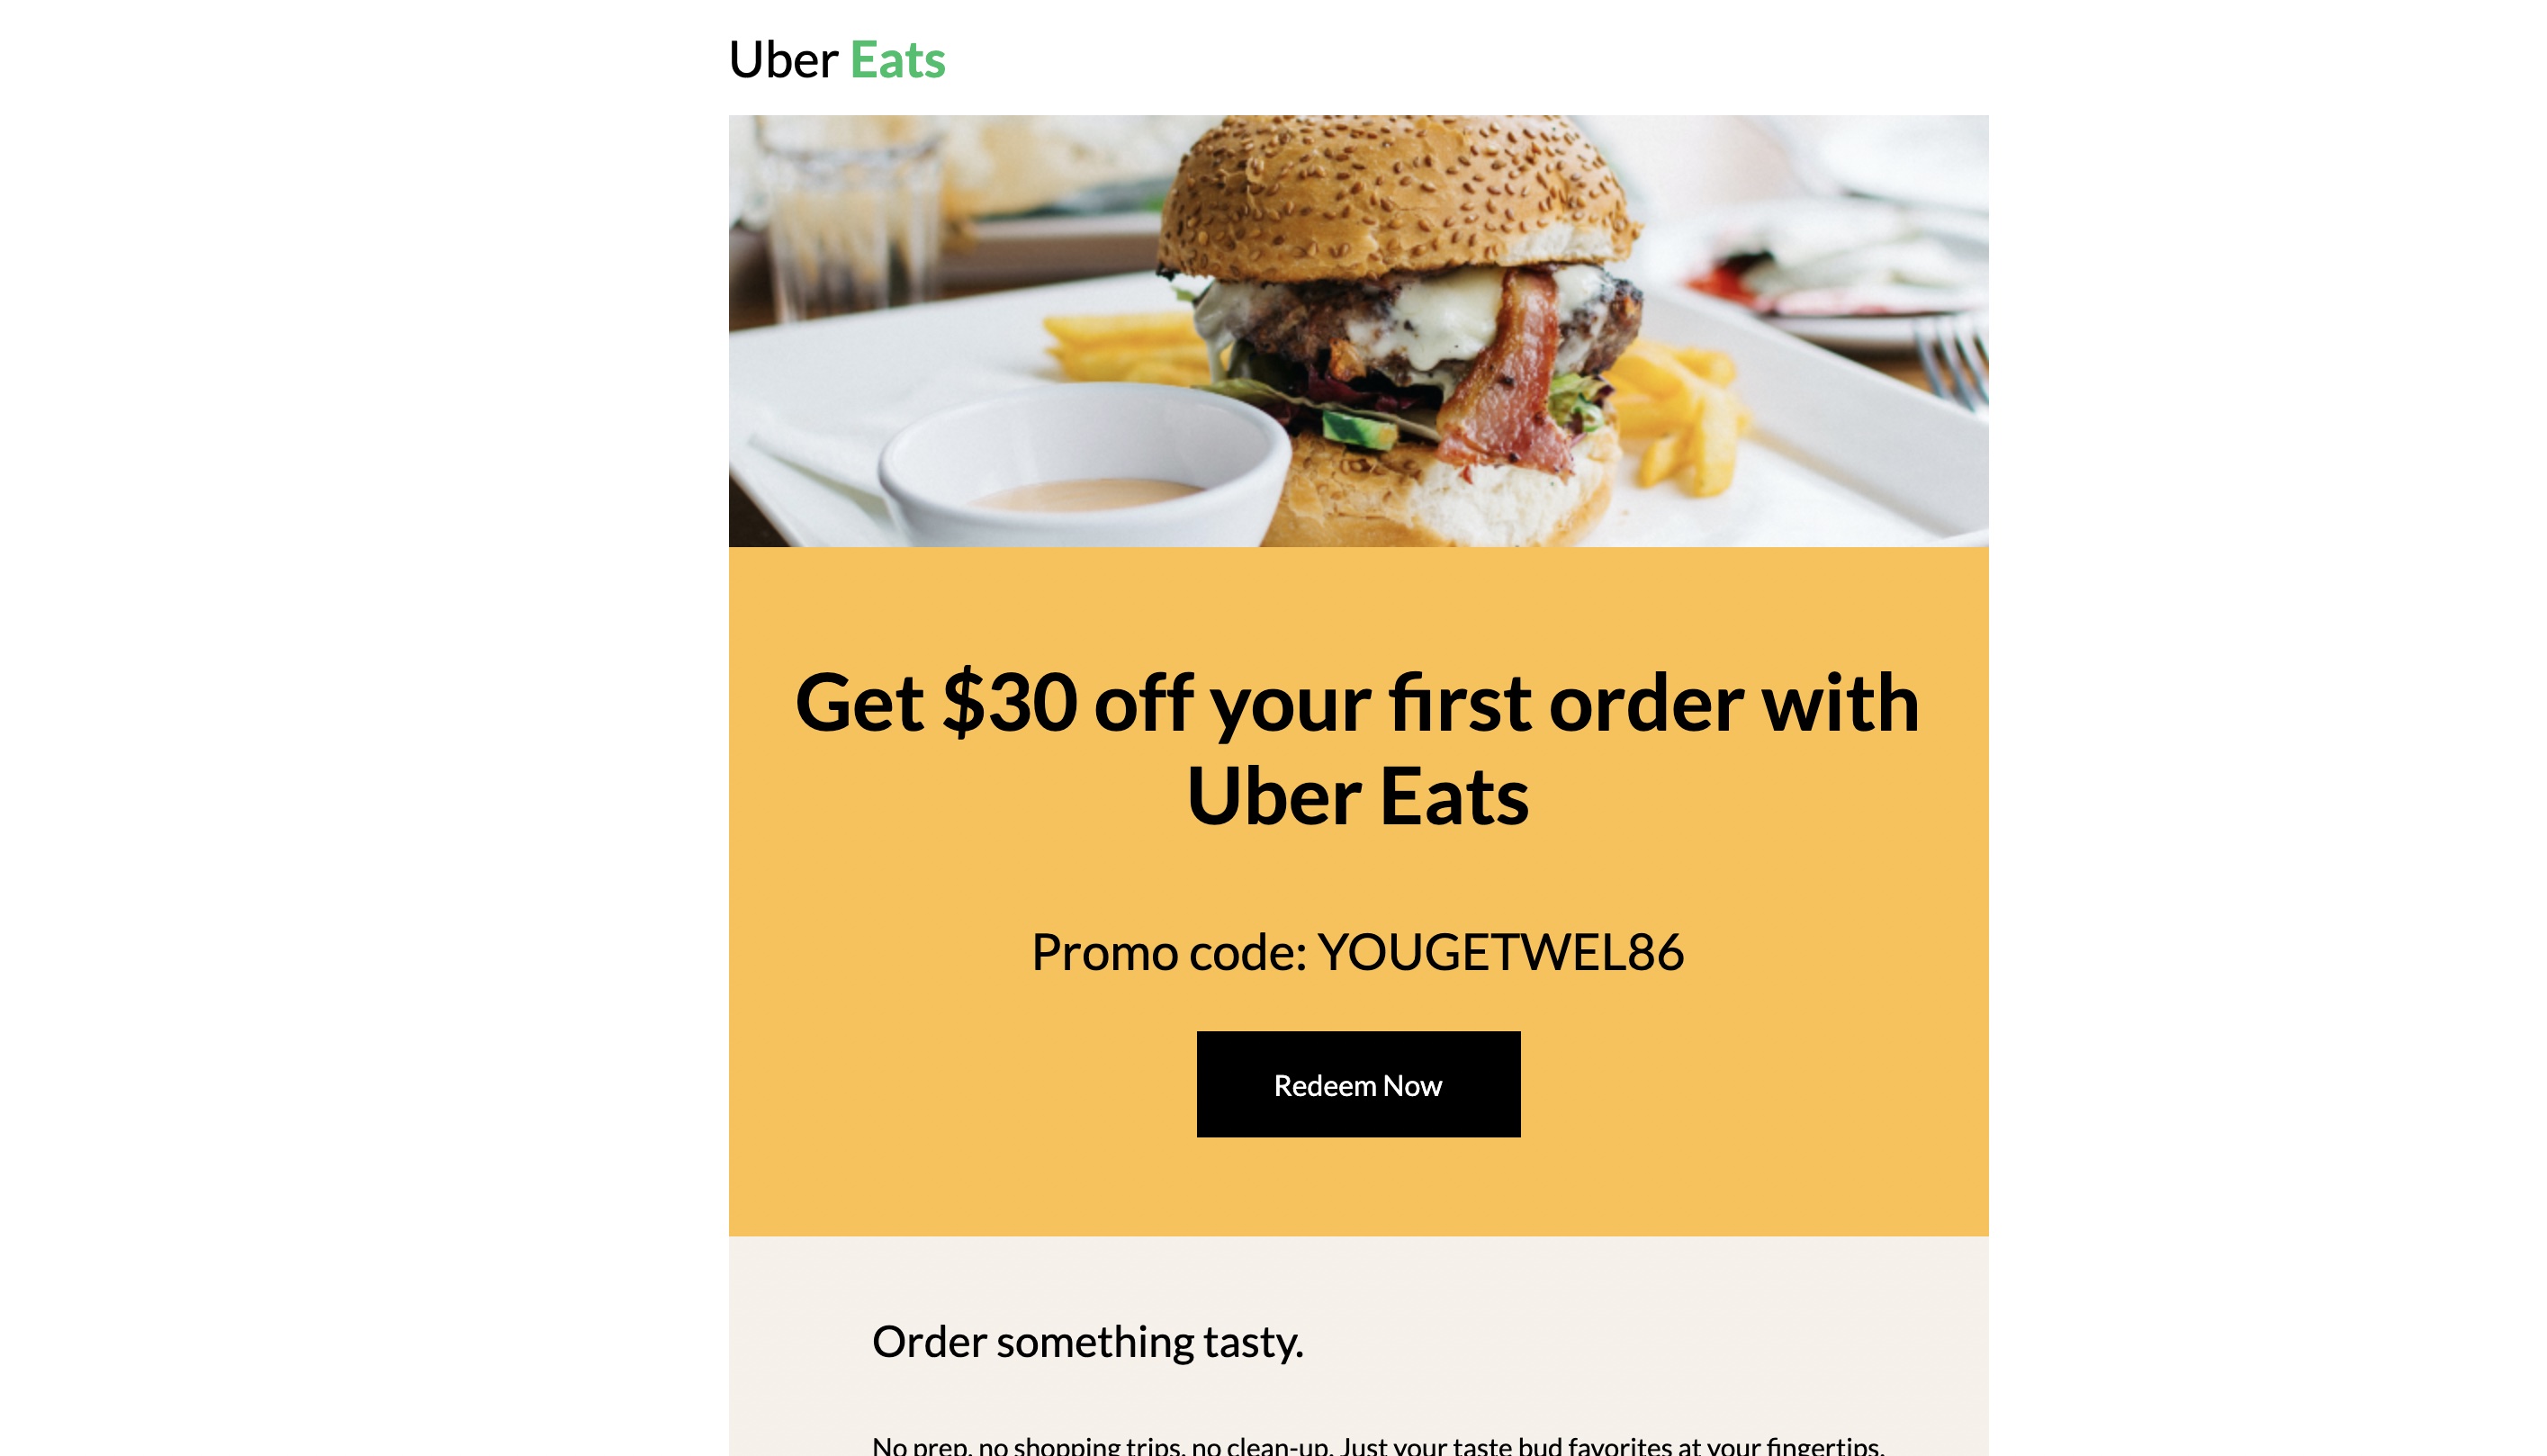 Uber Eats
Get $30 off your first order with
Uber Eats
Promo code: YOUGETWEL86
Redeem Now
Order something tasty.
No prep, no shopping trips, no clean-up. Just your taste bud favorites at your fingertips.